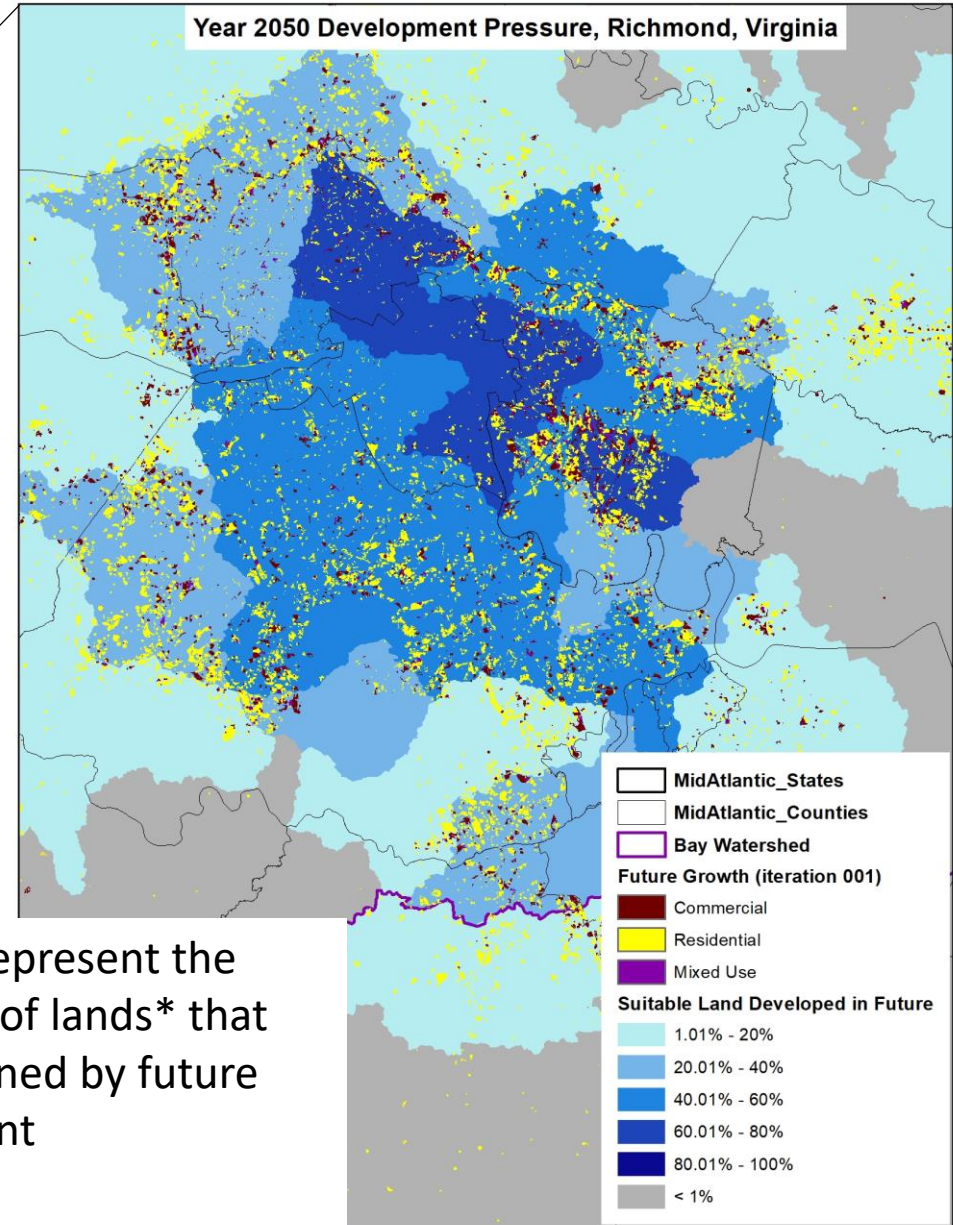 Year 2050 Development Pressure, Richmond, Virginia
MidAtlantic_States
MidAtlantic_Counties
Bay Watershed
Future Growth (iteration 001)
Commercial
Residential
Mixed Use
Suitable Land Developed in Future
1.01% - 20%
20.01% - 40%
40.01% - 60%
60.01% - 80%
80.01% - 100%
< 1%
epresent the
of lands* that
ned by future
nt